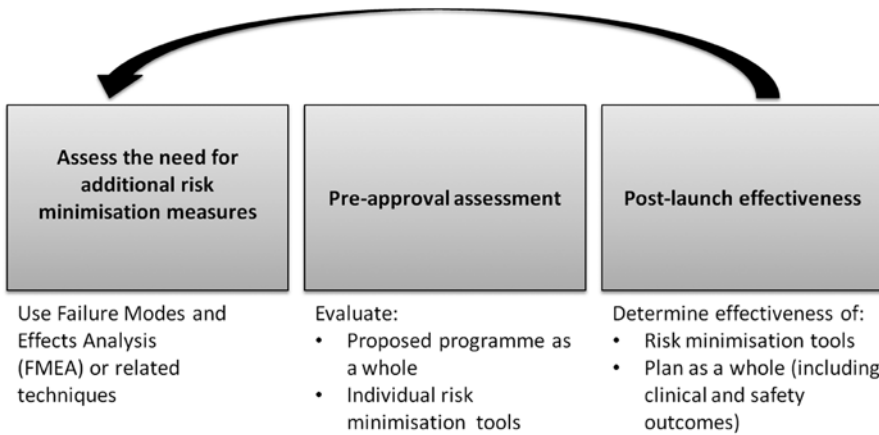 Assess the need for
additional risk
minimisation measures
Pre-approval assessment
Post-launch effectiveness
Use Failure Modes and
Effects Analysis
(FMEA) or related
techniques
Evaluate:
• Proposed programme as
a whole
• Individual risk
minimisation tools
Determine effectiveness of:
• Risk minimisation tools
• Plan as a whole (including
clinical and safety
outcomes)